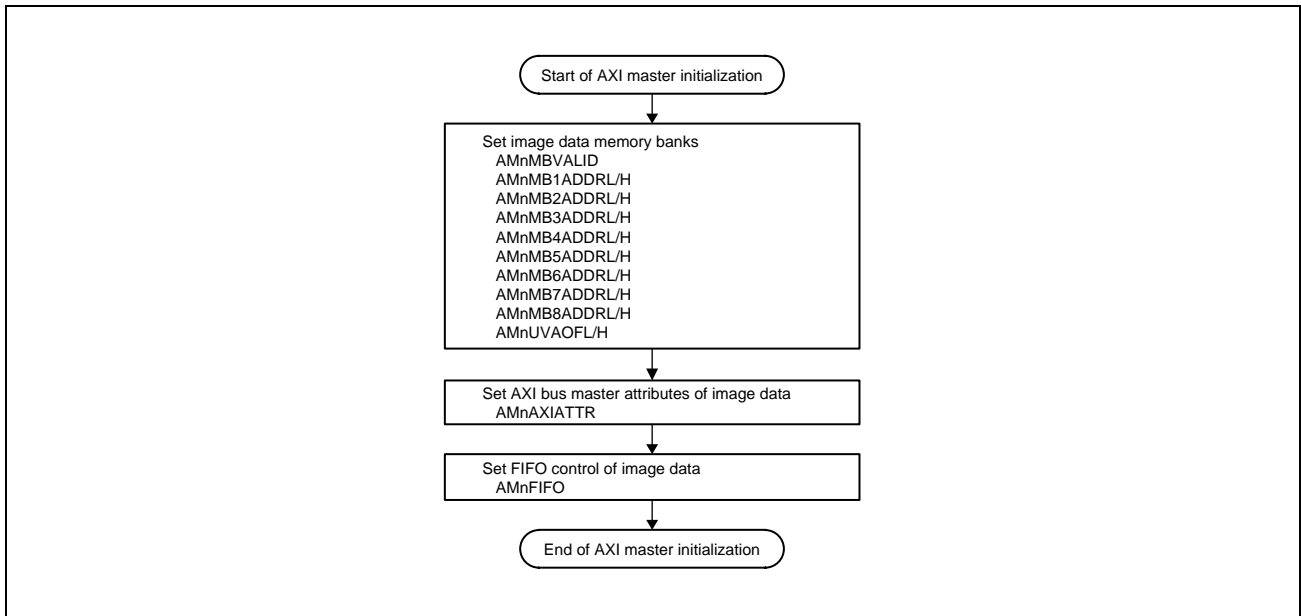 Start of AXI master initialization
Set image data memory banks
AMnMBVALID
AMnMB1ADDRL/H
AMnMB2ADDRL/H
AMnMB3ADDRL/H
AMnMB4ADDRL/H
AMnMB5ADDRL/H
AMnMB6ADDRL/H
AMnMB7ADDRL/H
AMnMB8ADDRL/H
AMnUVAOFL/H
Set AXI bus master attributes of image data
AMnAXIATTR
Set FIFO control of image data
AMnFIFO
End of AXI master initialization